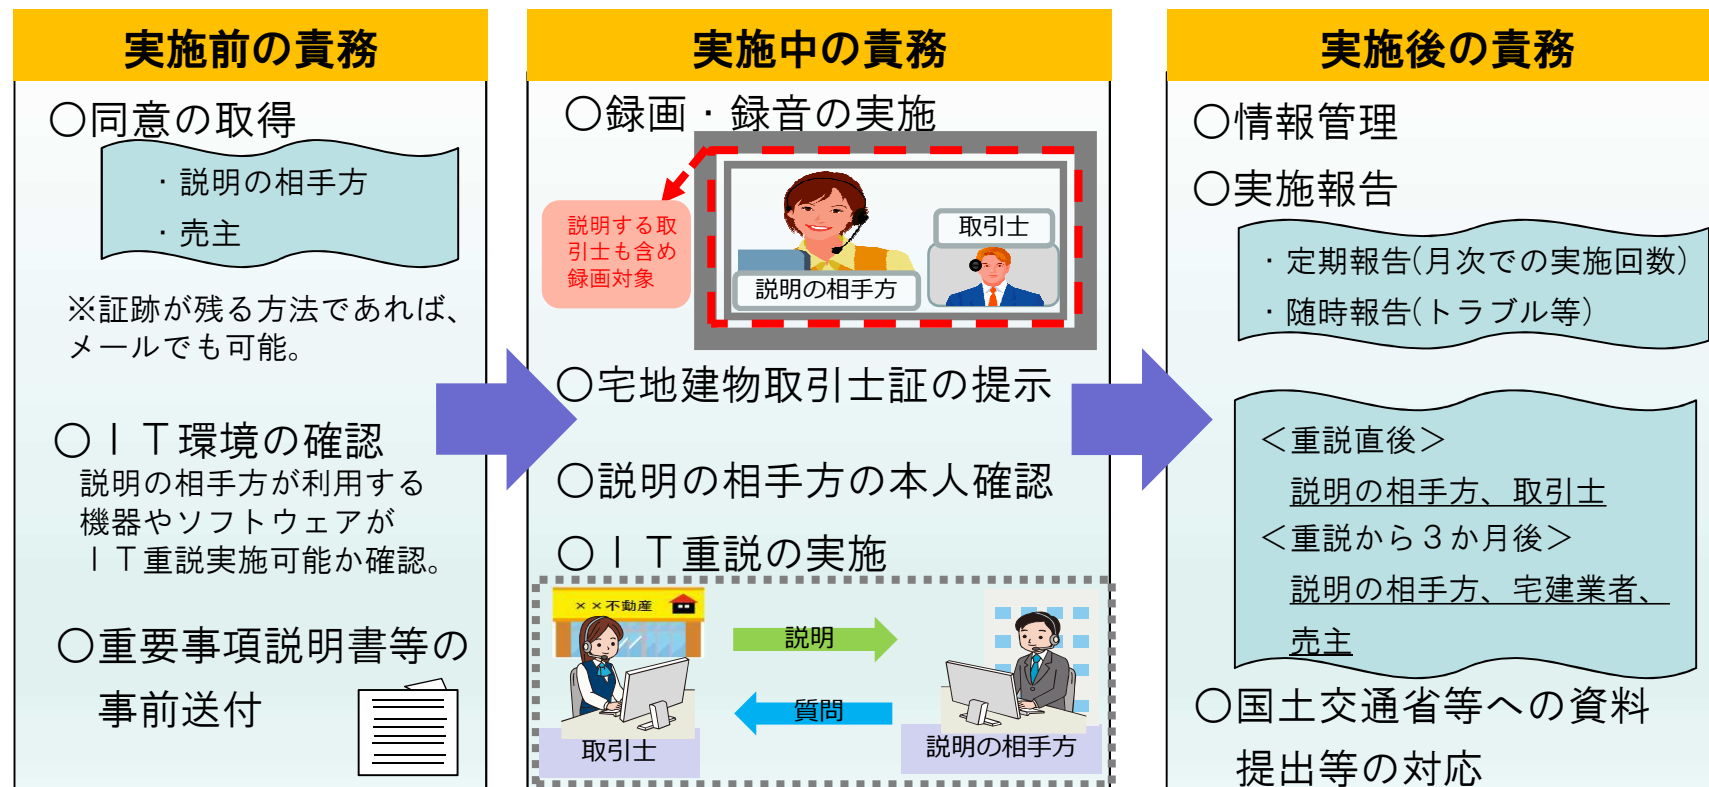 実施前の責務
〇同意の取得
・説明の相手方
・売主
※証跡が残る方法であれば、
メールでも可能。
〇ＩＴ環境の確認
説明の相手方が利用する
機器やソフトウェアが
ＩＴ重説実施可能か確認。
〇重要事項説明書等の
事前送付
実施中の責務
〇録画・録音の実施
説明する取
引士も含め
録画対象
取引士
説明の相手方
〇宅地建物取引士証の提示
〇説明の相手方の本人確認
〇ＩＴ重説の実施
××不動産
説明
質問
取引士
説明の相手方
実施後の責務
〇情報管理
〇実施報告
・定期報告(月次での実施回数)
・随時報告(トラブル等)
＜重説直後＞
説明の相手方、取引士
＜重説から３か月後＞
説明の相手方、宅建業者、
売主
〇国土交通省等への資料
提出等の対応